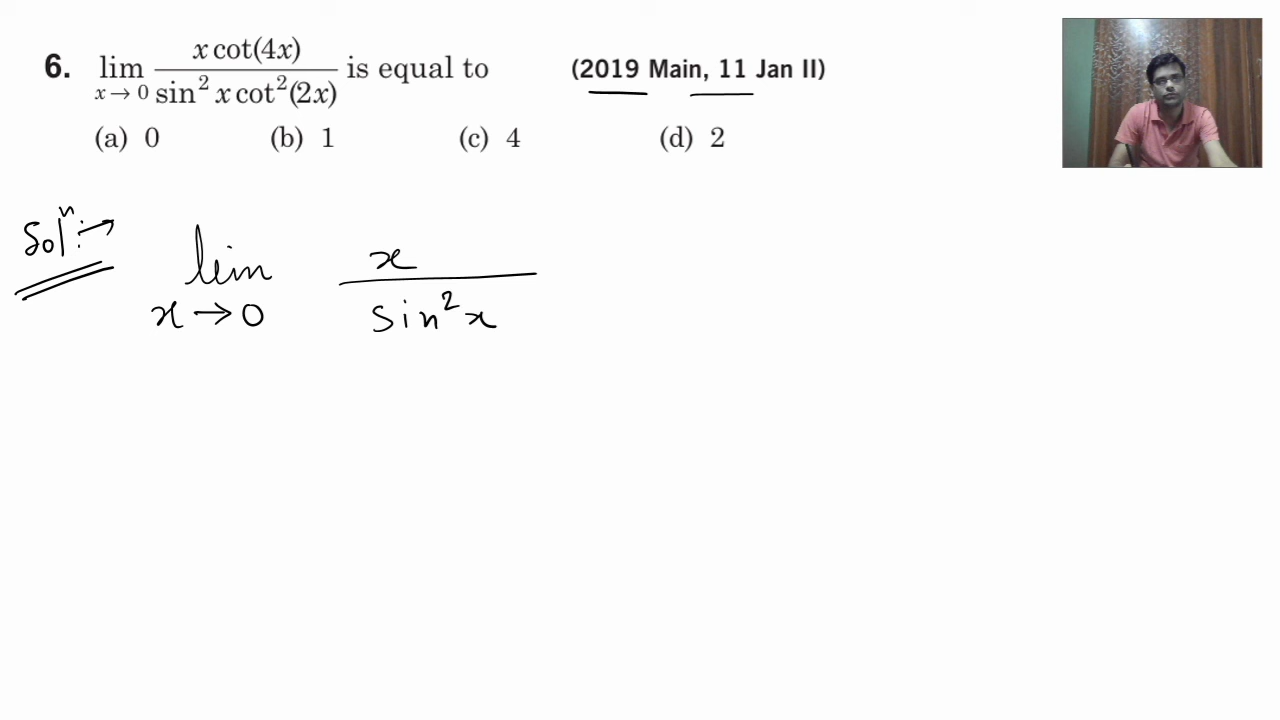 6. lim x→0 x cot(4x) / sin² x cot²(2x) is equal to (2019 Main, 11 Jan II)
(a) 0 (b) 1 (c) 4 (d) 2
Solⁿ:→
lim x→0 x / sin² x